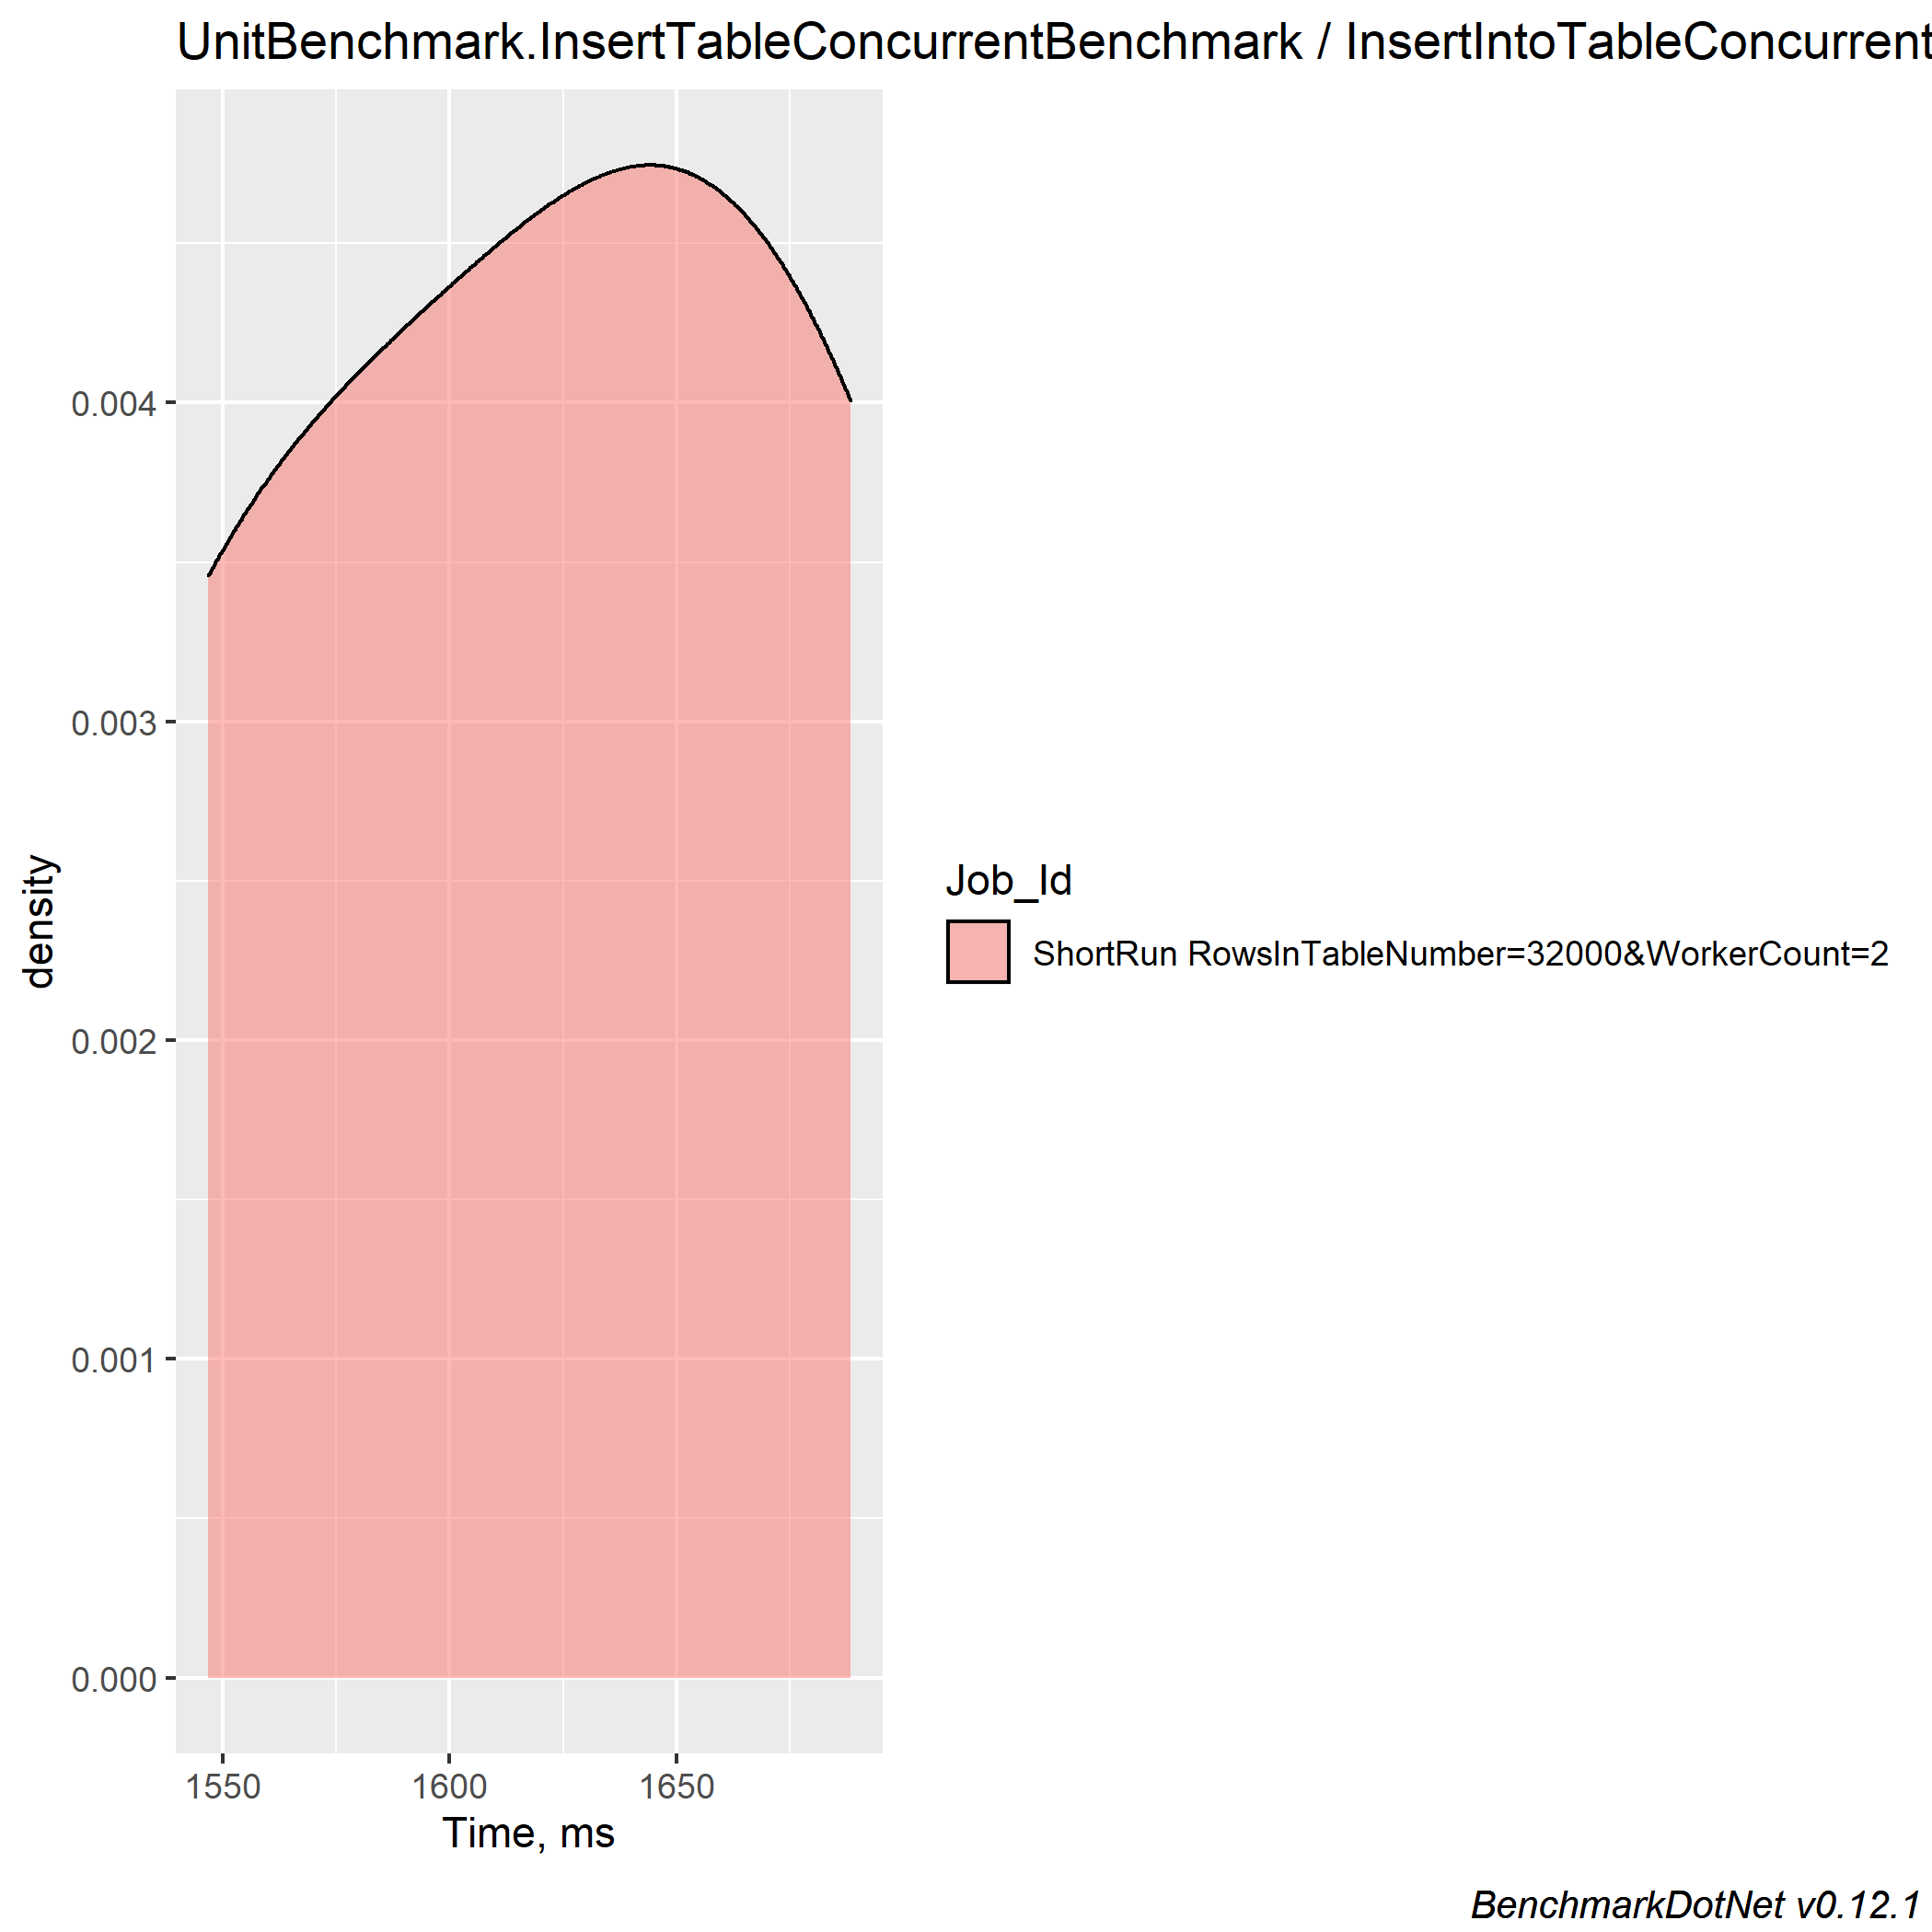 UnitBenchmark.InsertTableConcurrentBenchmark / InsertIntoTableConcurrent
0.004
0.003
0.002
0.001
0.000
density
1550 1600 1650
Time, ms
Job_Id
ShortRun RowsInTableNumber=32000&WorkerCount=2
BenchmarkDotNet v0.12.1